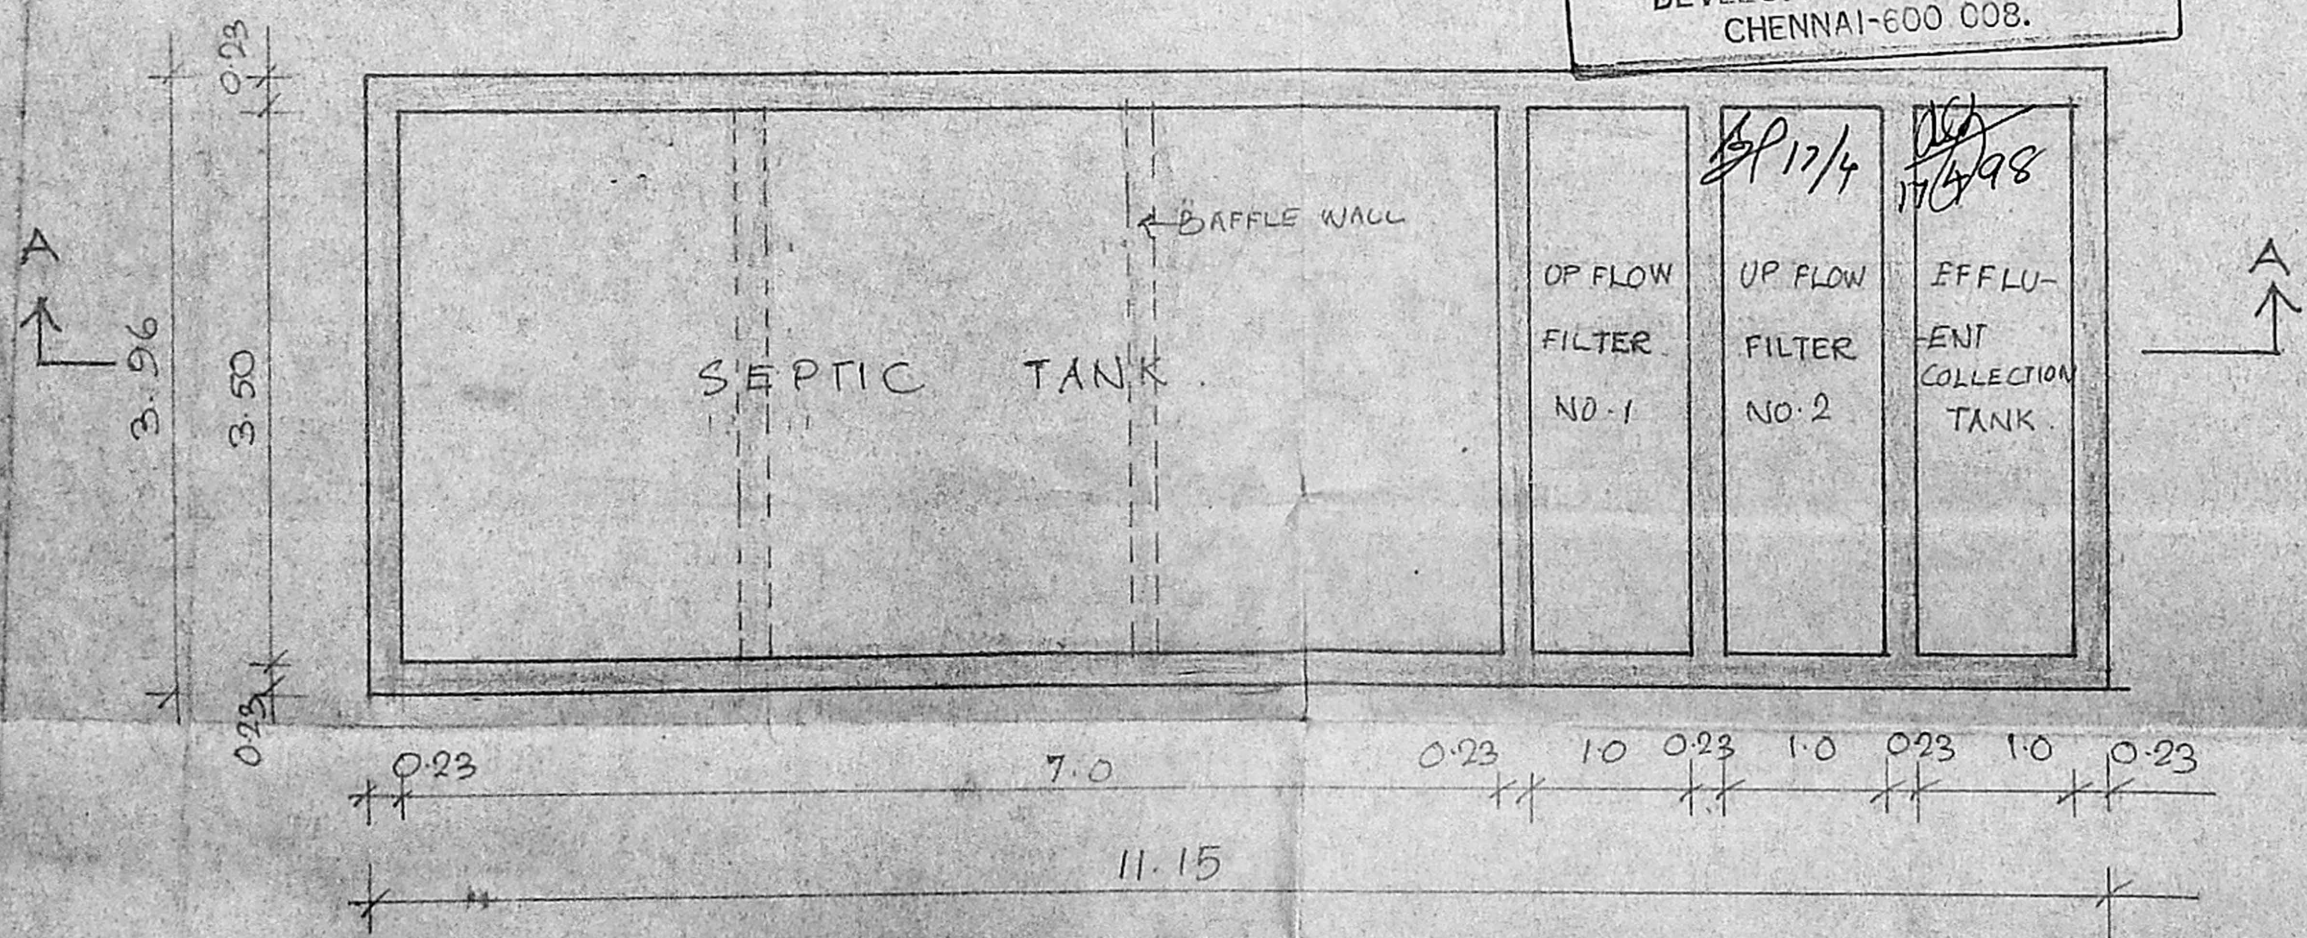 CHENNAI-600 008.
0.23
17/4
17/4/98
A
A
BAFFLE WALL
3.96
3.50
SEPTIC TANK
UP FLOW
FILTER
NO.1
UP FLOW
FILTER
NO.2
EFFLU-
-ENT
COLLECTION
TANK.
0.23
0.23
7.0
0.23
1.0
0.23
1.0
0.23
1.0
0.23
11.15